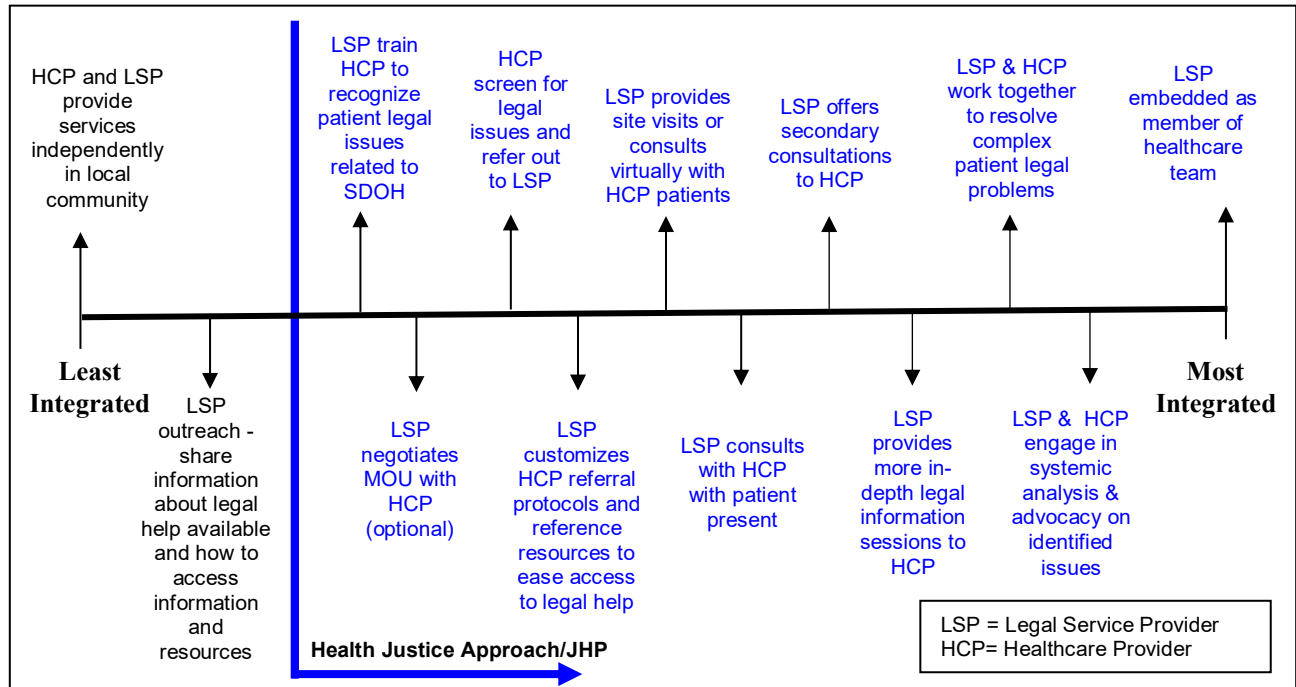 HCP and LSP
provide
services
independently
in local
community
LSP train
HCP to
recognize
patient legal
issues
related to
SDOH
HCP
screen for
legal
issues and
refer out
to LSP
LSP provides
site visits or
consults
virtually with
HCP patients
LSP offers
secondary
consultations
to HCP
LSP & HCP
work together
to resolve
complex
patient legal
problems
LSP
embedded as
member of
healthcare
team
Least
Integrated
Most
Integrated
LSP
outreach -
share
information
about legal
help available
and how to
access
information
and
resources
LSP
negotiates
MOU with
HCP
(optional)
LSP
customizes
HCP referral
protocols and
reference
resources to
ease access
to legal help
LSP consults
with HCP
with patient
present
LSP
provides
more in-
depth legal
information
sessions to
HCP
LSP & HCP
engage in
systemic
analysis &
advocacy on
identified
issues
Health Justice Approach/JHP
LSP = Legal Service Provider
HCP= Healthcare Provider